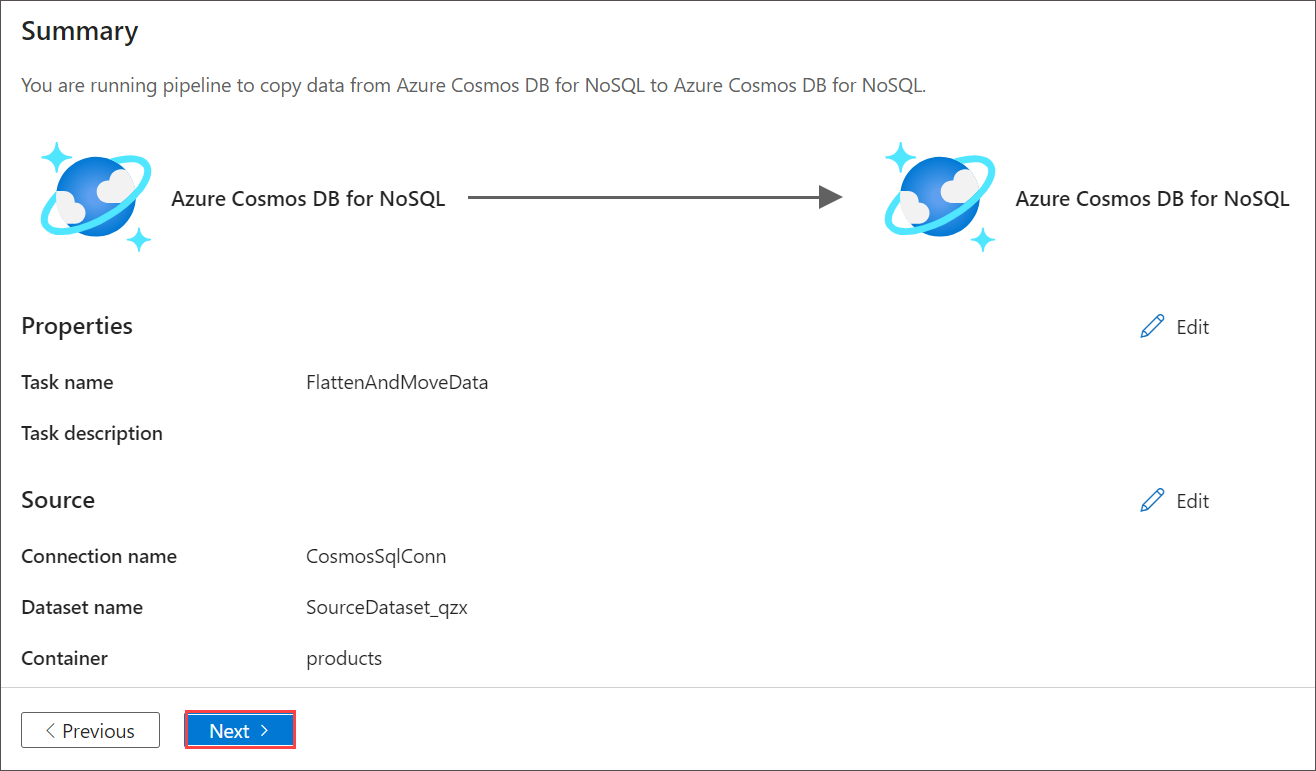 Summary
You are running pipeline to copy data from Azure Cosmos DB for NoSQL to Azure Cosmos DB for NoSQL.
Azure Cosmos DB for NoSQL
Azure Cosmos DB for NoSQL
Properties
Edit
Task name
FlattenAndMoveData
Task description
Source
Edit
Connection name
CosmosSqlConn
Dataset name
SourceDataset_qzx
Container
products
Previous
Next